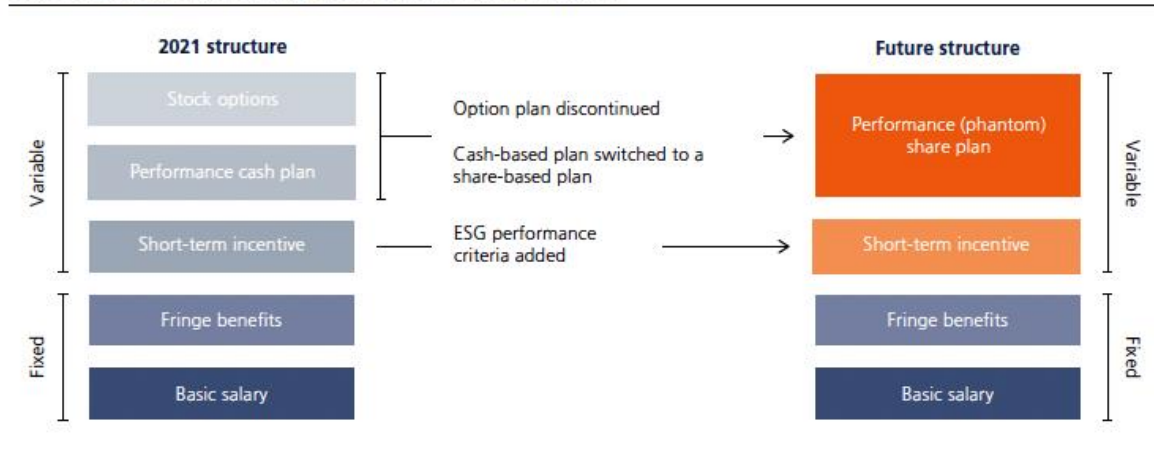 2021 structure
Future structure
Variable
Stock options
Performance cash plan
Short-term incentive
Option plan discontinued
Cash-based plan switched to a
share-based plan
ESG performance
criteria added
Performance (phantom)
share plan
Short-term incentive
Variable
Fixed
Fringe benefits
Basic salary
Fringe benefits
Basic salary
Fixed